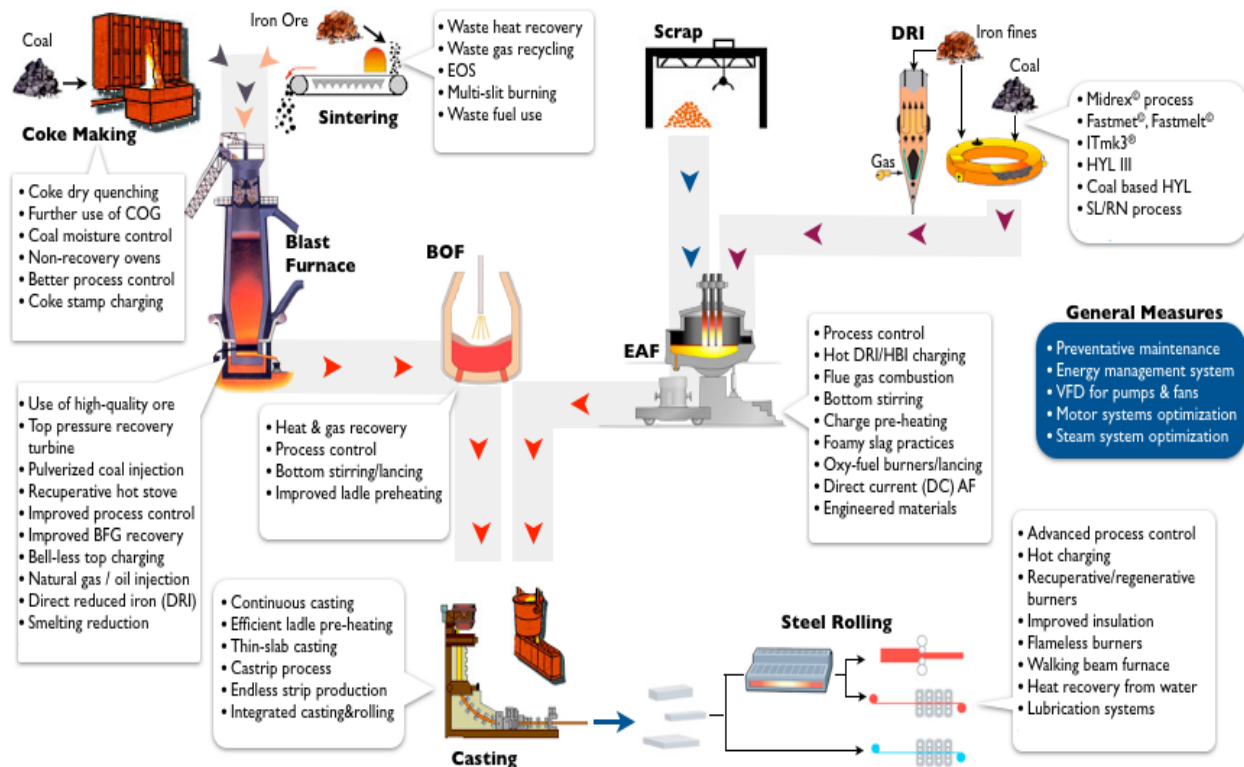 Coal
Coke Making
• Coke dry quenching
• Further use of COG
• Coal moisture control
• Non-recovery ovens
• Better process control
• Coke stamp charging
Iron Ore
Sintering
• Waste heat recovery
• Waste gas recycling
• EOS
• Multi-slit burning
• Waste fuel use
Blast
Furnace
• Use of high-quality ore
• Top pressure recovery
turbine
• Pulverized coal injection
• Recuperative hot stove
• Improved process control
• Improved BFG recovery
• Bell-less top charging
• Natural gas / oil injection
• Direct reduced iron (DRI)
• Smelting reduction
BOF
• Heat & gas recovery
• Process control
• Bottom stirring/lancing
• Improved ladle preheating
Scrap
DRI
Iron fines
Coal
Gas
• Midrex© process
• Fastmet©, Fastmelt©
• ITmk3®
• HYL III
• Coal based HYL
• SL/RN process
EAF
• Process control
• Hot DRI/HBI charging
• Flue gas combustion
• Bottom stirring
• Charge pre-heating
• Foamy slag practices
• Oxy-fuel burners/lancing
• Direct current (DC) AF
• Engineered materials
General Measures
• Preventative maintenance
• Energy management system
• VFD for pumps & fans
• Motor systems optimization
• Steam system optimization
• Continuous casting
• Efficient ladle pre-heating
• Thin-slab casting
• Castrip process
• Endless strip production
• Integrated casting&rolling
Casting
Steel Rolling
• Advanced process control
• Hot charging
• Recuperative/regenerative
burners
• Improved insulation
• Flameless burners
• Walking beam furnace
• Heat recovery from water
• Lubrication systems